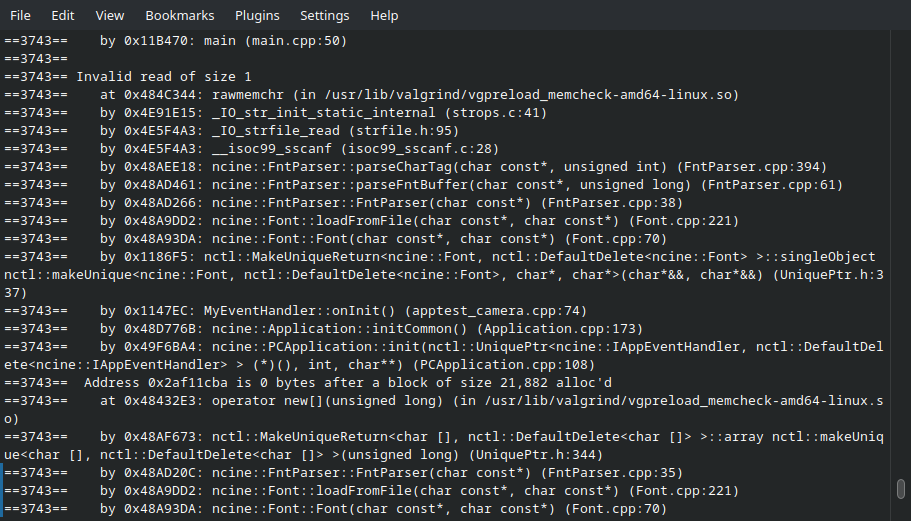 File Edit View Bookmarks Plugins Settings Help
==3743==    by 0x11B470: main (main.cpp:50)
==3743==
==3743== Invalid read of size 1
==3743==    at 0x484C344: rawmemchr (in /usr/lib/valgrind/vgpreload_memcheck-amd64-linux.so)
==3743==    by 0x4E91E15: _IO_str_init_static_internal (strops.c:41)
==3743==    by 0x4E5F4A3: _IO_strfile_read (strfile.h:95)
==3743==    by 0x4E5F4A3: __isoc99_sscanf (isoc99_sscanf.c:28)
==3743==    by 0x48AEE18: ncine::FntParser::parseCharTag(char const*, unsigned int) (FntParser.cpp:394)
==3743==    by 0x48AD461: ncine::FntParser::parseFntBuffer(char const*, unsigned long) (FntParser.cpp:61)
==3743==    by 0x48AD266: ncine::FntParser::FntParser(char const*) (FntParser.cpp:38)
==3743==    by 0x48A9DD2: ncine::Font::loadFromFile(char const*, char const*) (Font.cpp:221)
==3743==    by 0x48A93DA: ncine::Font::Font(char const*, char const*) (Font.cpp:70)
==3743==    by 0x1186F5: nctl::MakeUniqueReturn<ncine::Font, nctl::DefaultDelete<ncine::Font> >::singleObject
nctl::makeUnique<ncine::Font, nctl::DefaultDelete<ncine::Font>, char*, char*>(char*&&, char*&&) (UniquePtr.h:3
37)
==3743==    by 0x1147EC: MyEventHandler::onInit() (apptest_camera.cpp:74)
==3743==    by 0x48D776B: ncine::Application::initCommon() (Application.cpp:173)
==3743==    by 0x49F6BA4: ncine::PCApplication::init(nctl::UniquePtr<ncine::IAppEventHandler, nctl::DefaultDel
ete<ncine::IAppEventHandler> > (*)(), int, char**) (PCApplication.cpp:108)
==3743==  Address 0x2af11cba is 0 bytes after a block of size 21,882 alloc'd
==3743==    at 0x48432E3: operator new[](unsigned long) (in /usr/lib/valgrind/vgpreload_memcheck-amd64-linux.s
o)
==3743==    by 0x48AF673: nctl::MakeUniqueReturn<char [], nctl::DefaultDelete<char []> >::array nctl::makeUniq
ue<char [], nctl::DefaultDelete<char []> >(unsigned long) (UniquePtr.h:344)
==3743==    by 0x48AD20C: ncine::FntParser::FntParser(char const*) (FntParser.cpp:35)
==3743==    by 0x48A9DD2: ncine::Font::loadFromFile(char const*, char const*) (Font.cpp:221)
==3743==    by 0x48A93DA: ncine::Font::Font(char const*, char const*) (Font.cpp:70)